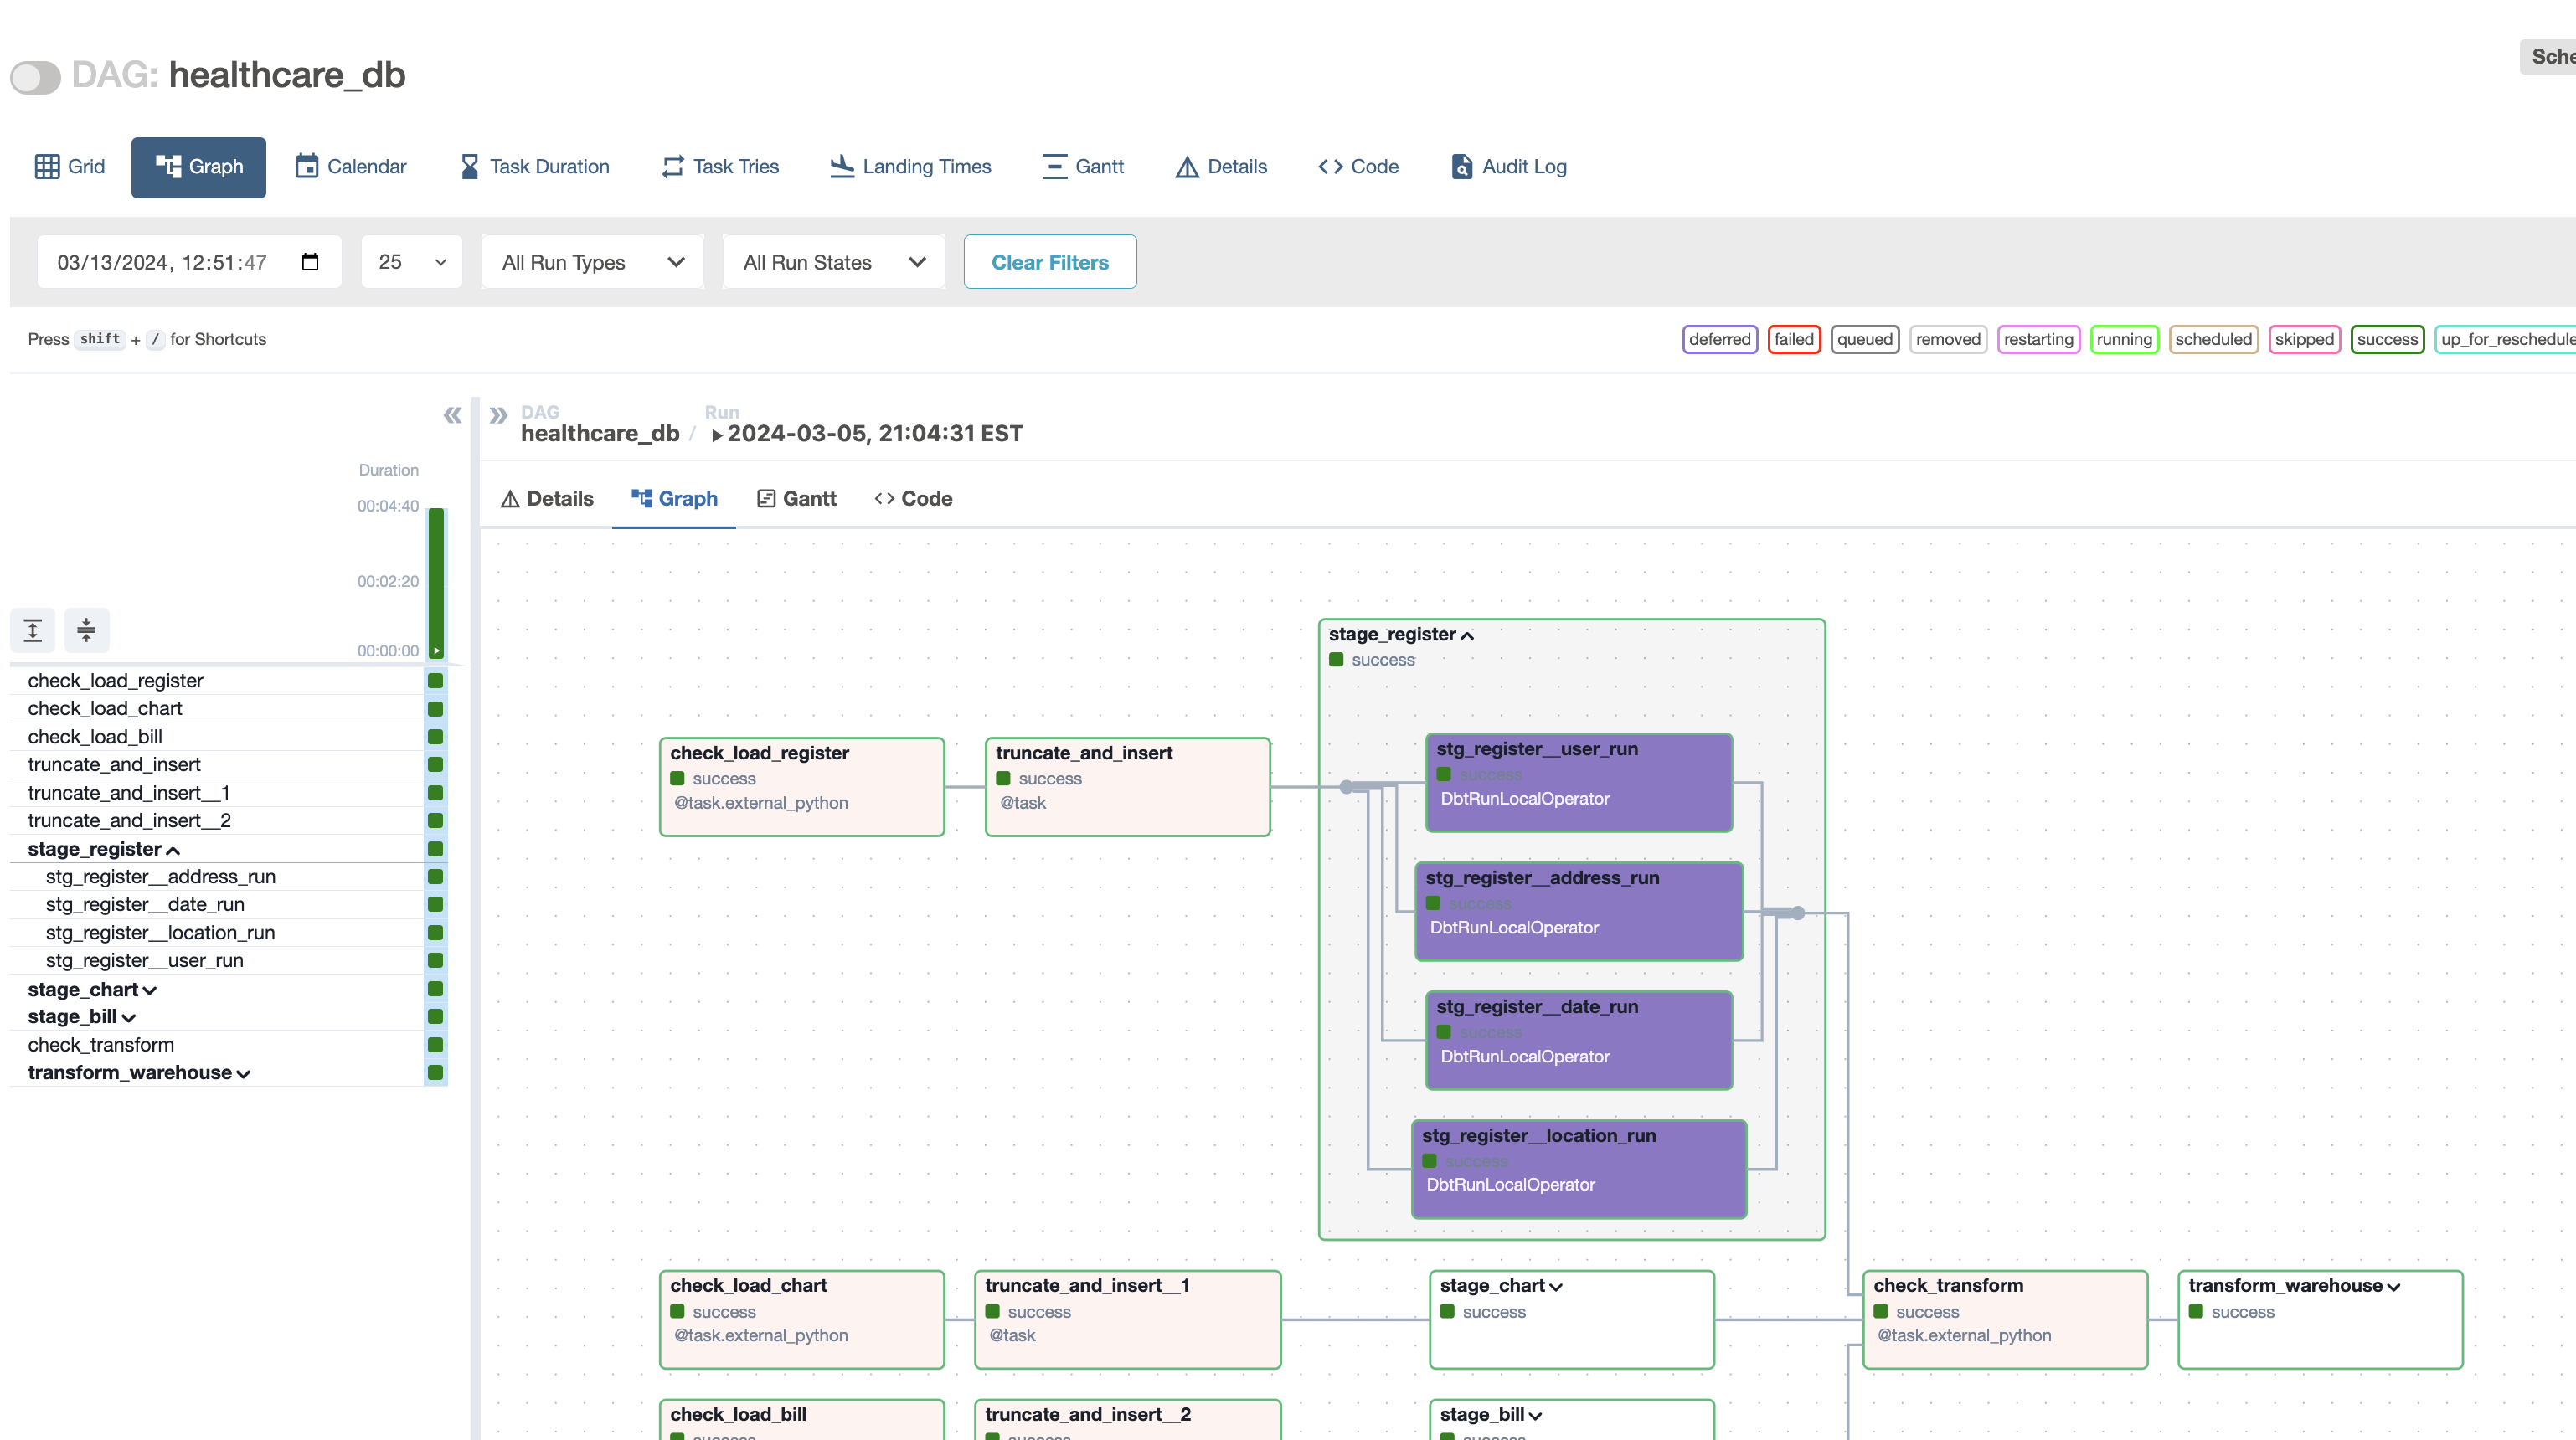 DAG: healthcare_db
Sche
Grid Graph Calendar Task Duration Task Tries Landing Times Gantt Details Code Audit Log
03/13/2024, 12:51:47 25 All Run Types All Run States Clear Filters
Press shift + / for Shortcuts
deferred failed queued removed restarting running scheduled skipped success up_for_reschedule
DAG Run
healthcare_db / 2024-03-05, 21:04:31 EST
Details Graph Gantt Code
Duration
00:04:40
00:02:20
00:00:00
check_load_register
check_load_chart
check_load_bill
truncate_and_insert
truncate_and_insert__1
truncate_and_insert__2
stage_register
stg_register__address_run
stg_register__date_run
stg_register__location_run
stg_register__user_run
stage_chart
stage_bill
check_transform
transform_warehouse
check_load_register
success
@task.external_python
truncate_and_insert
success
@task
stage_register
success
stg_register__user_run
success
DbtRunLocalOperator
stg_register__address_run
success
DbtRunLocalOperator
stg_register__date_run
success
DbtRunLocalOperator
stg_register__location_run
success
DbtRunLocalOperator
check_load_chart
success
@task.external_python
truncate_and_insert__1
success
@task
stage_chart
success
check_transform
success
@task.external_python
transform_warehouse
success
check_load_bill
success
truncate_and_insert__2
success
stage_bill
success